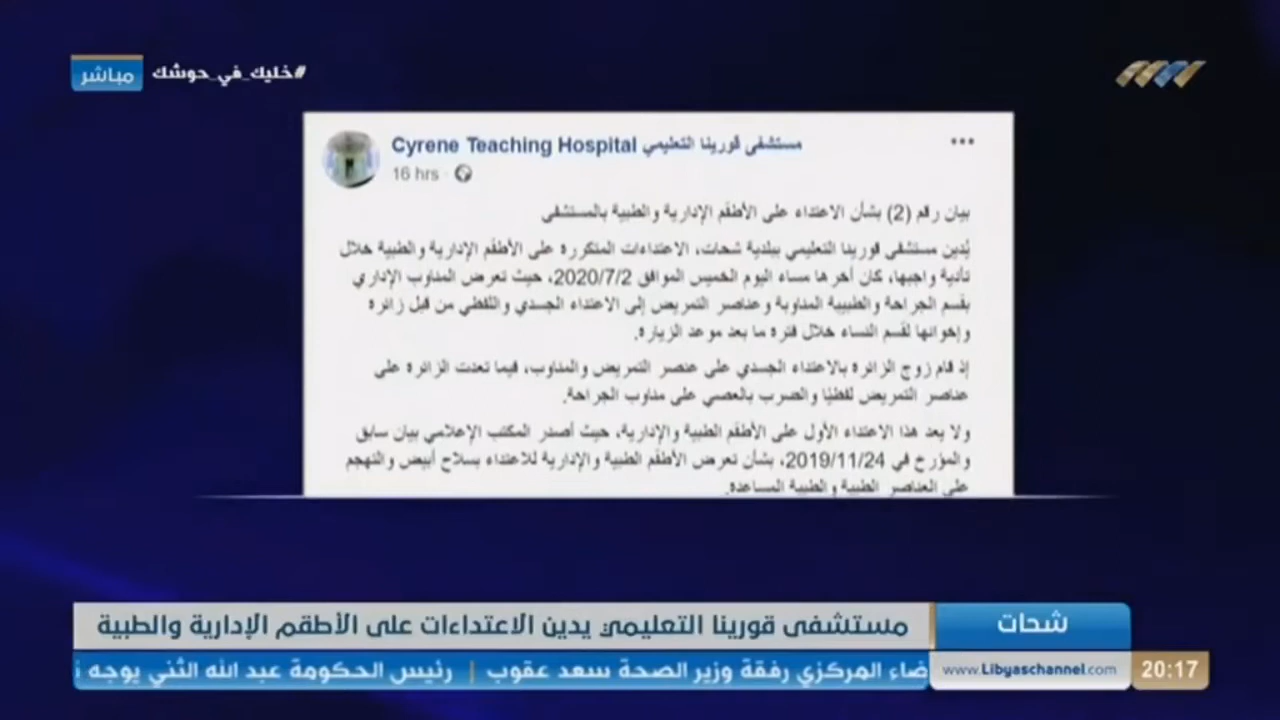 مباشر
#خليك_في_حوشك
Cyrene Teaching Hospital مستشفى قورينا التعليمي
16 hrs
بيان رقم (2) بشأن الاعتداء على الأطقم الإدارية والطبية بالمستشفى
يُدين مستشفى قورينا التعليمي ببلدية شحات، الاعتداءات المتكررة على الأطقم الإدارية والطبية خلال
تأدية واجبها، كان آخرها مساء اليوم الخميس الموافق 2020/7/2، حيث تعرض المناوب الإداري
بقسم الجراحة والطبيبة المناوبة وعناصر التمريض إلى الاعتداء الجسدي واللفظي من قبل زائرة
وإخوانها لقسم النساء خلال فترة ما بعد موعد الزيارة.
إذ قام زوج الزائرة بالاعتداء الجسدي على عنصر التمريض والمناوب، فيما تعدت الزائرة على
عناصر التمريض لفظيًا والضرب بالعصي على مناوب الجراحة.
ولا يعد هذا الاعتداء الأول على الأطقم الطبية والإدارية، حيث أصدر المكتب الإعلامي بيان سابق
والمؤرخ في 2019/11/24، بشأن تعرض الأطقم الطبية والإدارية للاعتداء بسلاح أبيض والتهجم
على العناصر الطبية والطبية المساعدة.
شحات
مستشفى قورينا التعليمي يدين الاعتداءات على الأطقم الإدارية والطبية
20:17
www.Libyaschannel.com
ضاء المركزي رفقة وزير الصحة سعد عقوب | رئيس الحكومة عبد الله الثني يوجه